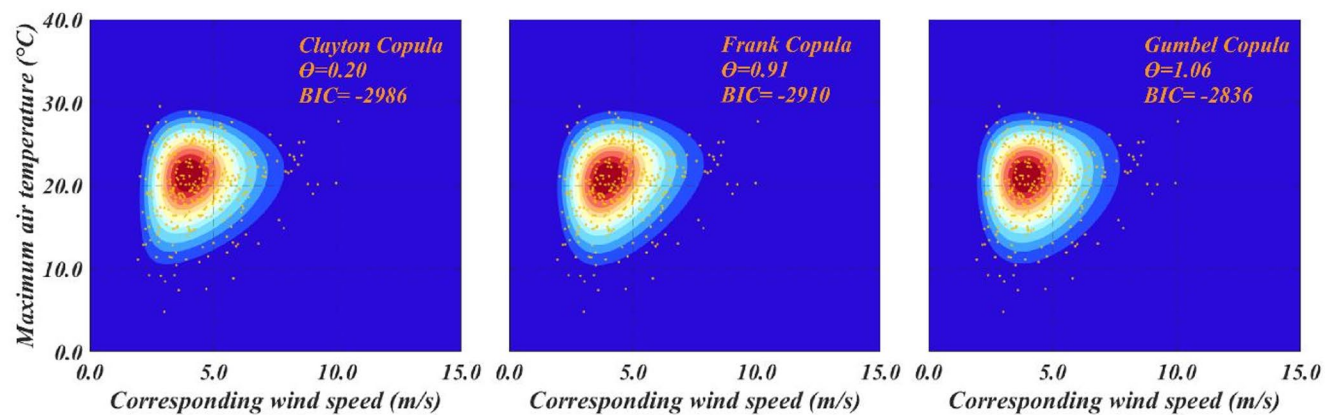 40.0
30.0
20.0
10.0
0.0
Maximum air temperature (°C)
Clayton Copula
Ө=0.20
BIC= -2986
0.0 5.0 10.0 15.0
Corresponding wind speed (m/s)
Frank Copula
Ө=0.91
BIC= -2910
0.0 5.0 10.0 15.0
Corresponding wind speed (m/s)
Gumbel Copula
Ө=1.06
BIC= -2836
0.0 5.0 10.0 15.0
Corresponding wind speed (m/s)